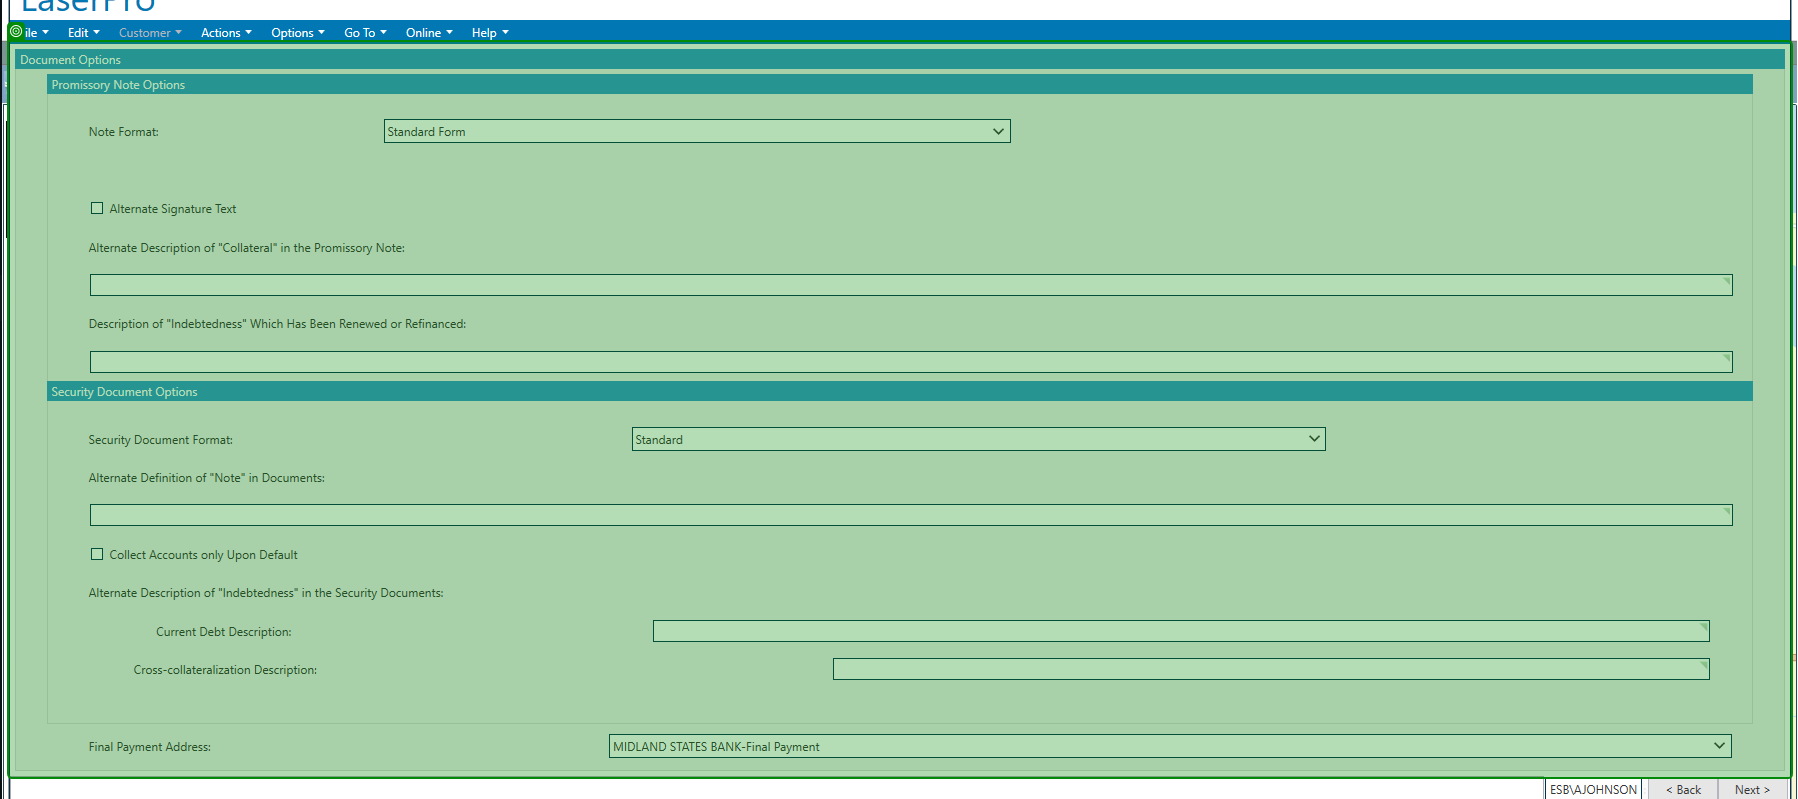 LaserPro
ile Edit Customer Actions Options Go To Online Help
Document Options
Promissory Note Options
Note Format: Standard Form
Alternate Signature Text
Alternate Description of "Collateral" in the Promissory Note:
Description of "Indebtedness" Which Has Been Renewed or Refinanced:
Security Document Options
Security Document Format: Standard
Alternate Definition of "Note" in Documents:
Collect Accounts only Upon Default
Alternate Description of "Indebtedness" in the Security Documents:
Current Debt Description:
Cross-collateralization Description:
Final Payment Address: MIDLAND STATES BANK-Final Payment
ESB\AJOHNSON < Back Next >